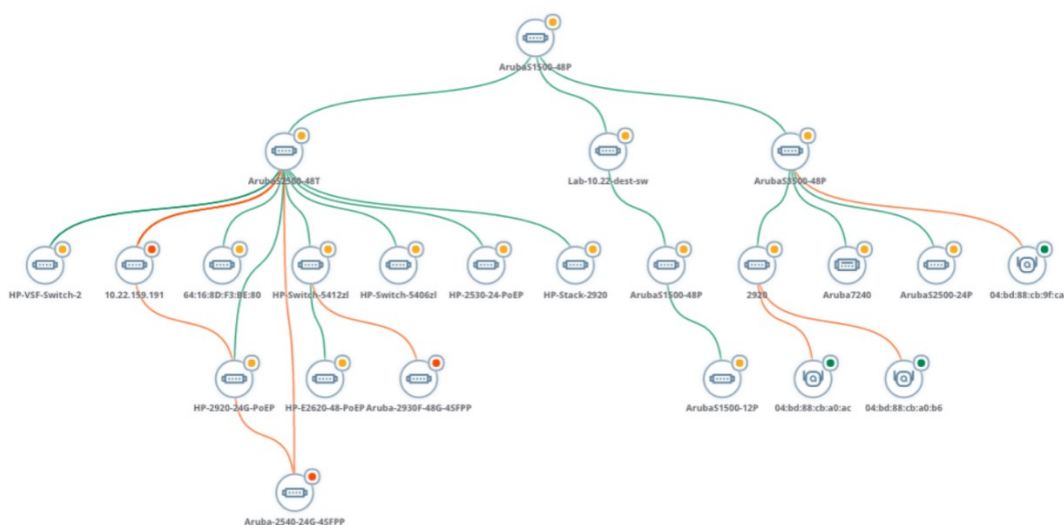 ArubaS1500-48P
ArubaS2500-48T
Lab-10.22-dest-sw
ArubaS3500-48P
HP-VSF-Switch-2
10.22.159.191
64:16:8D:F3:BE:80
HP-Switch-5412zl
HP-Switch-5406zl
HP-2530-24-PoEP
HP-Stack-2920
ArubaS1500-48P
2920
Aruba7240
ArubaS2500-24P
04:bd:88:cb:9f:ca
HP-2920-24G-PoEP
HP-E2620-48-PoEP
Aruba-2930F-48G-4SFPP
ArubaS1500-12P
04:bd:88:cb:a0:ac
04:bd:88:cb:a0:b6
Aruba-2540-24G-4SFPP